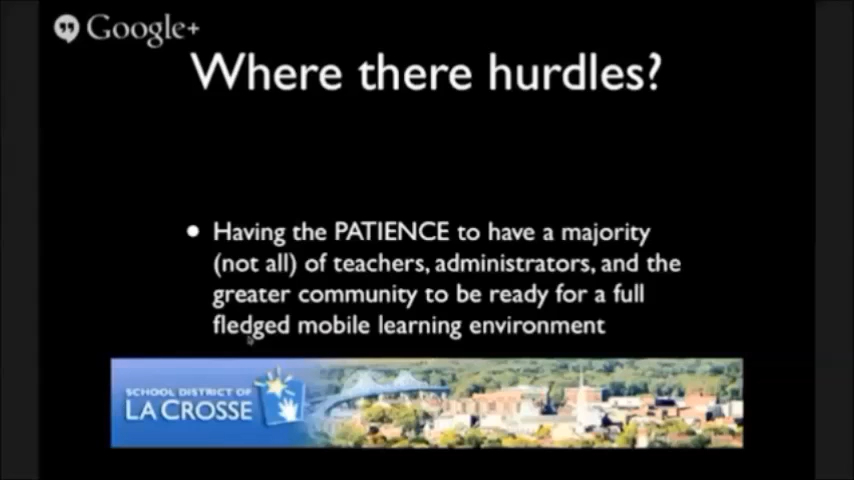 Google+
Where there hurdles?
• Having the PATIENCE to have a majority
(not all) of teachers, administrators, and the
greater community to be ready for a full
fledged mobile learning environment
SCHOOL DISTRICT OF
LA CROSSE